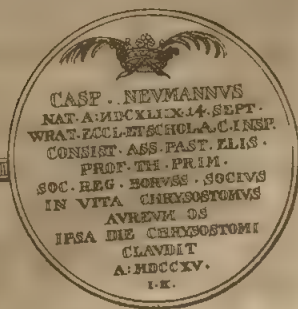 CASP . . NEVMANNVS
NAT · A: MDCXLIIX · 14 · SEPT ·
WRAT. ECCL · ET SCHOL · A. C. INSP.
CONSIST · ASS · PAST · ELIS ·
PROF · TH · PRIM ·
SOC · REG · BORVSS · SOCIVS
IN VITA CHRYSOSTOMVS
AVREVM OS
IPSA DIE CHRYSOSTOMI
CLAVDIT
A: MDCCXV ·
I · K ·